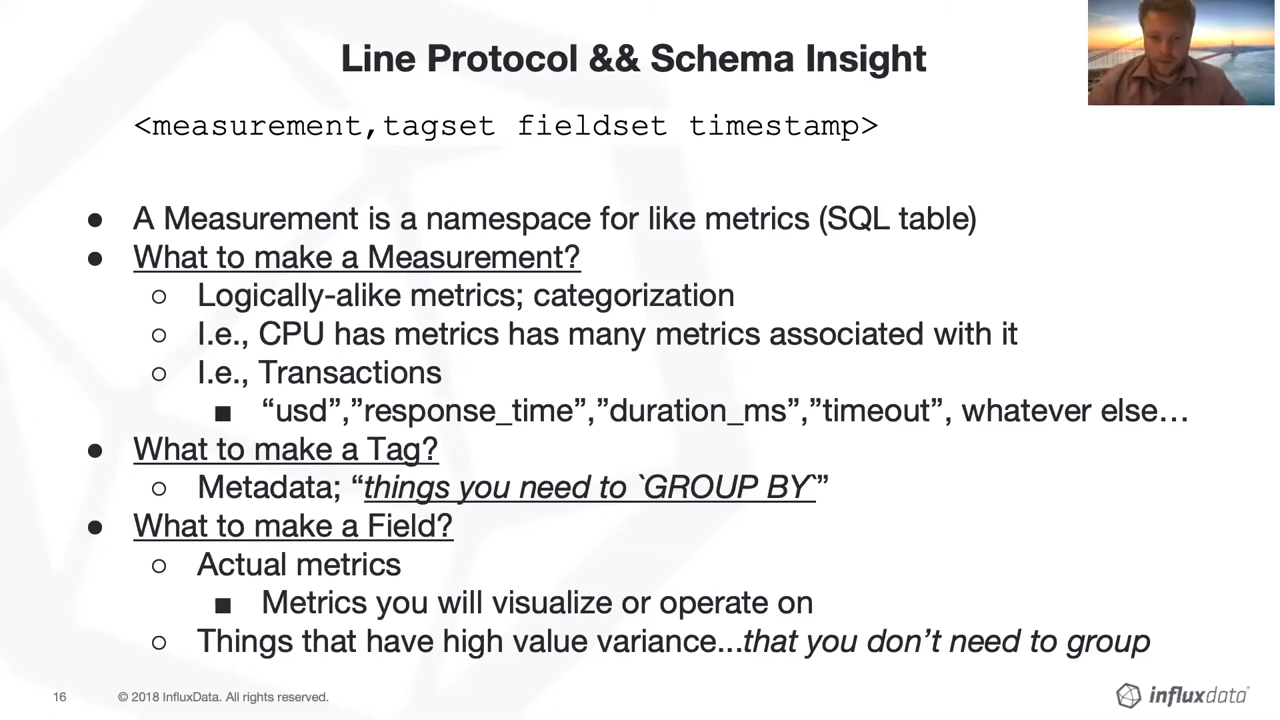 Line Protocol && Schema Insight
<measurement,tagset fieldset timestamp>
● A Measurement is a namespace for like metrics (SQL table)
● What to make a Measurement?
○ Logically-alike metrics; categorization
○ I.e., CPU has metrics has many metrics associated with it
○ I.e., Transactions
■ “usd”,”response_time”,”duration_ms”,”timeout”, whatever else…
● What to make a Tag?
○ Metadata; “things you need to `GROUP BY`”
● What to make a Field?
○ Actual metrics
■ Metrics you will visualize or operate on
○ Things that have high value variance...that you don’t need to group
16 © 2018 InfluxData. All rights reserved.
influxdata